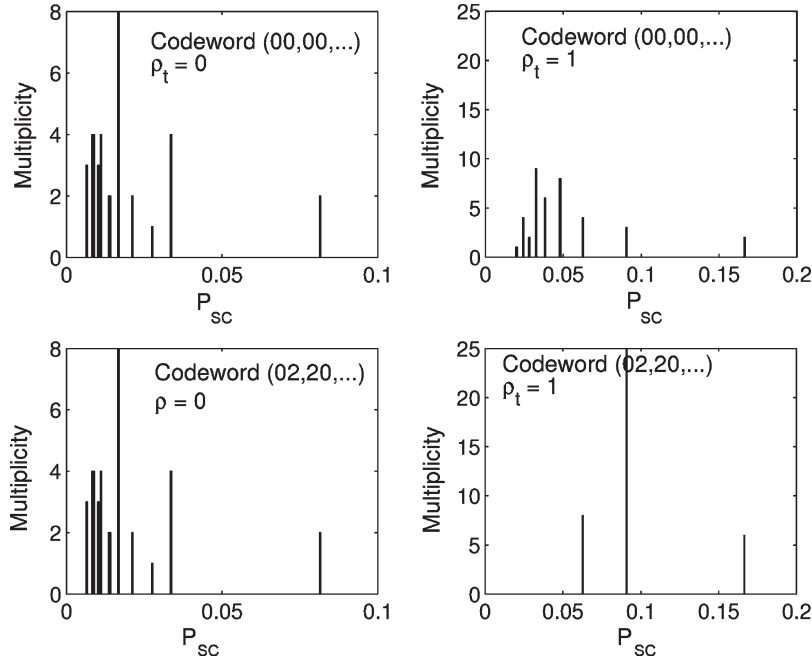 8
6
4
2
0
Multiplicity
Codeword (00,00,...)
ρt = 0
0
0.05
0.1
PSC
25
20
15
10
5
0
Multiplicity
Codeword (00,00,...)
ρt = 1
0
0.05
0.1
0.15
0.2
PSC
8
6
4
2
0
Multiplicity
Codeword (02,20,...)
ρ = 0
0
0.05
0.1
PSC
25
20
15
10
5
0
Multiplicity
Codeword (02,20,...)
ρt = 1
0
0.05
0.1
0.15
0.2
PSC